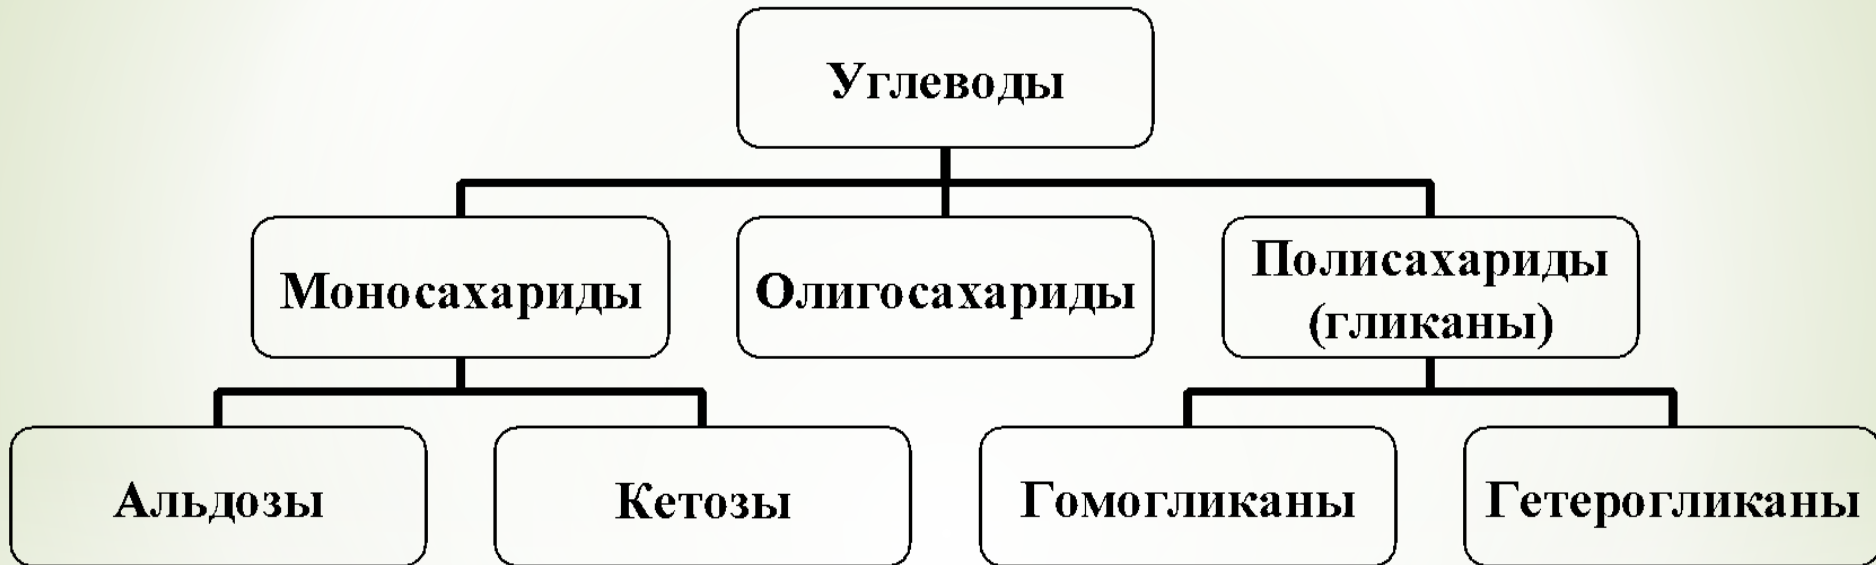 Углеводы
Моносахариды
Олигосахариды
Полисахариды
(гликаны)
Альдозы
Кетозы
Гомогликаны
Гетерогликаны